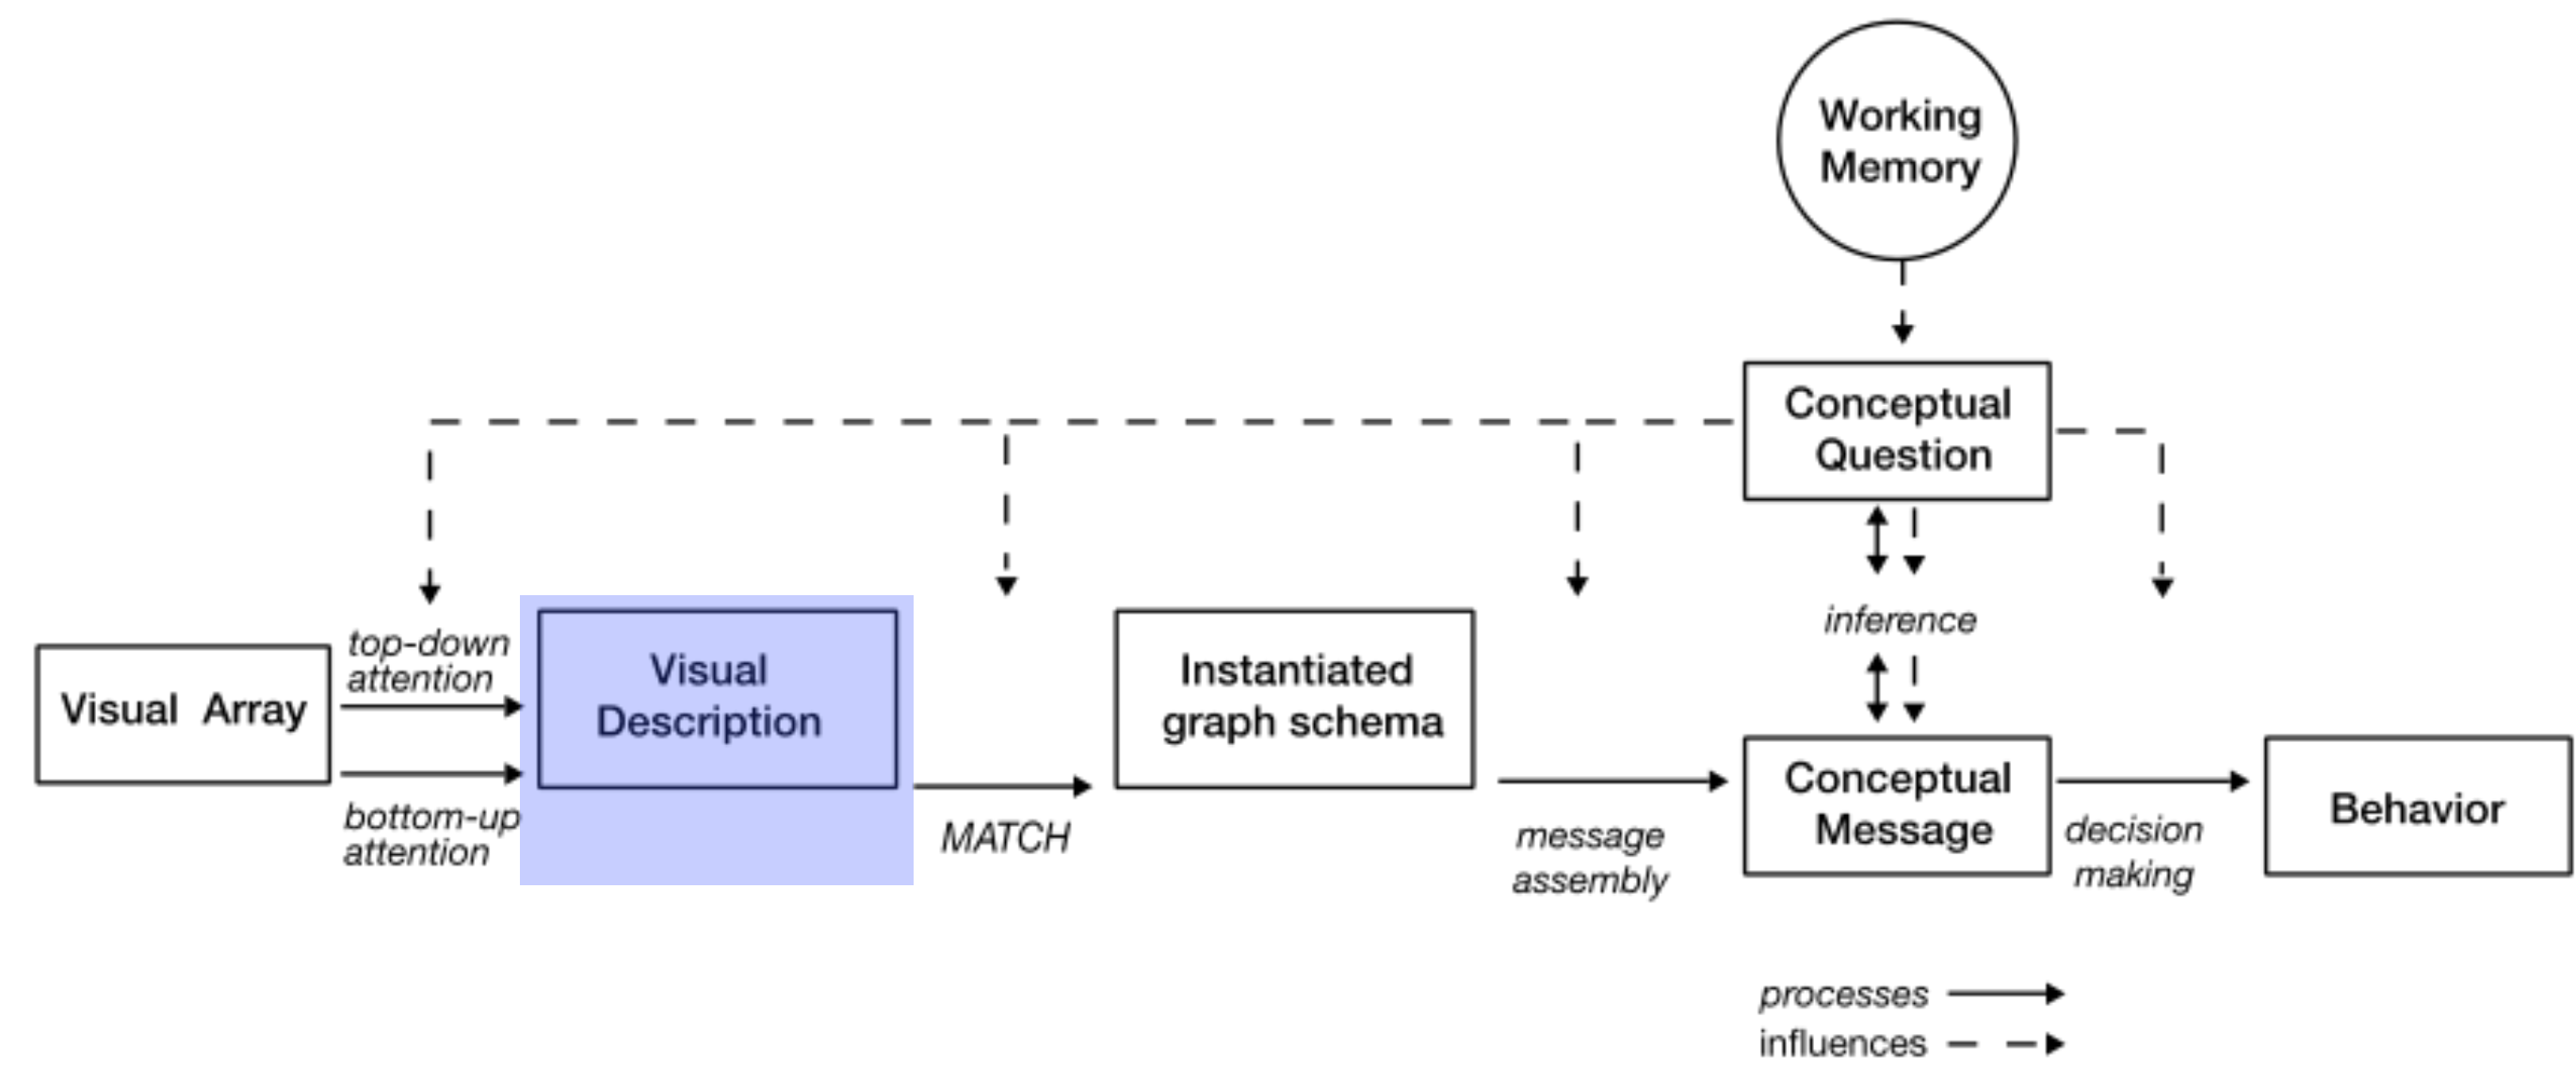 Working
Memory
Conceptual
Question
top-down
attention
Visual Array
bottom-up
attention
Visual
Description
MATCH
Instantiated
graph schema
message
assembly
inference
Conceptual
Message
decision
making
Behavior
processes
influences